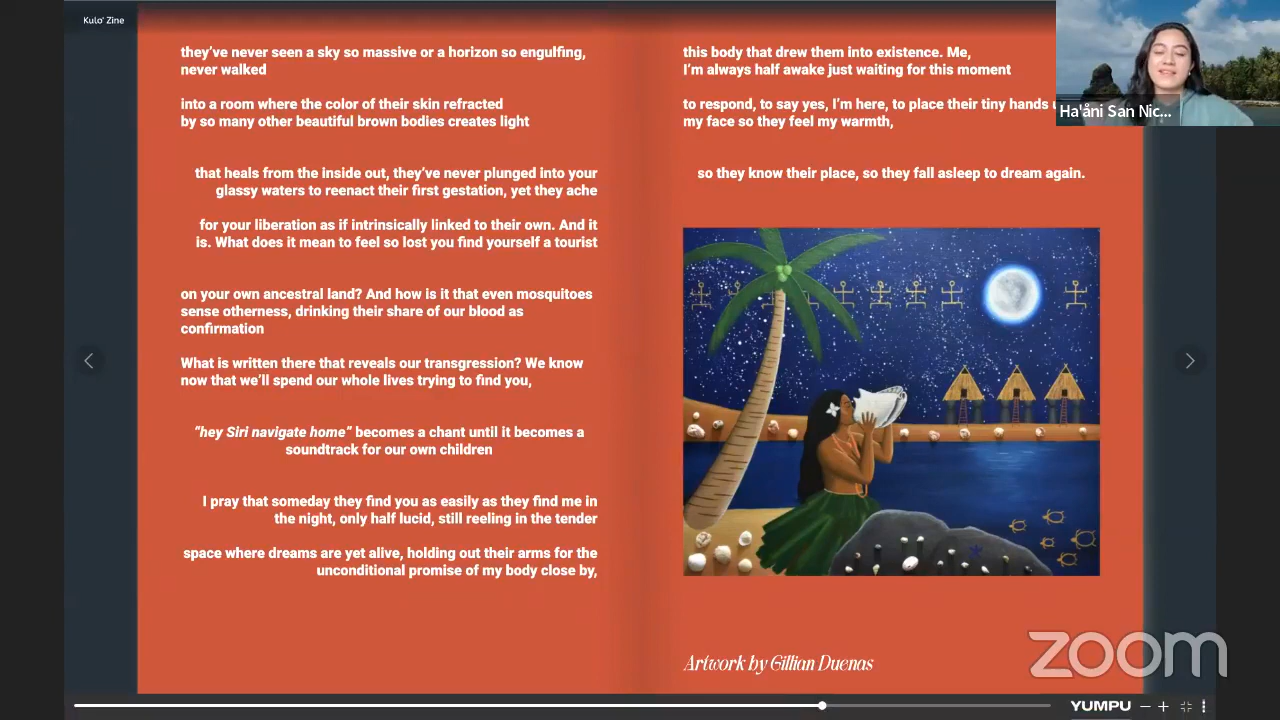 Kulo' Zine
they've never seen a sky so massive or a horizon so engulfing,
never walked
into a room where the color of their skin refracted
by so many other beautiful brown bodies creates light
that heals from the inside out, they've never plunged into your
glassy waters to reenact their first gestation, yet they ache
for your liberation as if intrinsically linked to their own. And it
is. What does it mean to feel so lost you find yourself a tourist
on your own ancestral land? And how is it that even mosquitoes
sense otherness, drinking their share of our blood as
confirmation
What is written there that reveals our transgression? We know
now that we'll spend our whole lives trying to find you,
"hey Siri navigate home" becomes a chant until it becomes a
soundtrack for our own children
I pray that someday they find you as easily as they find me in
the night, only half lucid, still reeling in the tender
space where dreams are yet alive, holding out their arms for the
unconditional promise of my body close by,
this body that drew them into existence. Me,
I'm always half awake just waiting for this moment
to respond, to say yes, I'm here, to place their tiny hands
my face so they feel my warmth,
so they know their place, so they fall asleep to dream again.
Artwork by Gillian Duenas
Ha'åni San Nic...
zoom
YUMPU